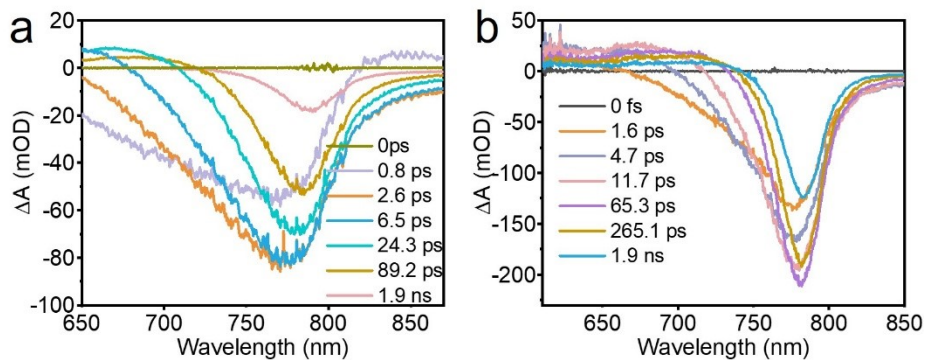 a
20
0
-20
-40
-60
-80
-100
ΔA (mOD)
0ps
0.8 ps
2.6 ps
6.5 ps
24.3 ps
89.2 ps
1.9 ns
650 700 750 800 850
Wavelength (nm)
b
50
0
-50
-100
-150
-200
ΔA (mOD)
0 fs
1.6 ps
4.7 ps
11.7 ps
65.3 ps
265.1 ps
1.9 ns
650 700 750 800 850
Wavelength (nm)